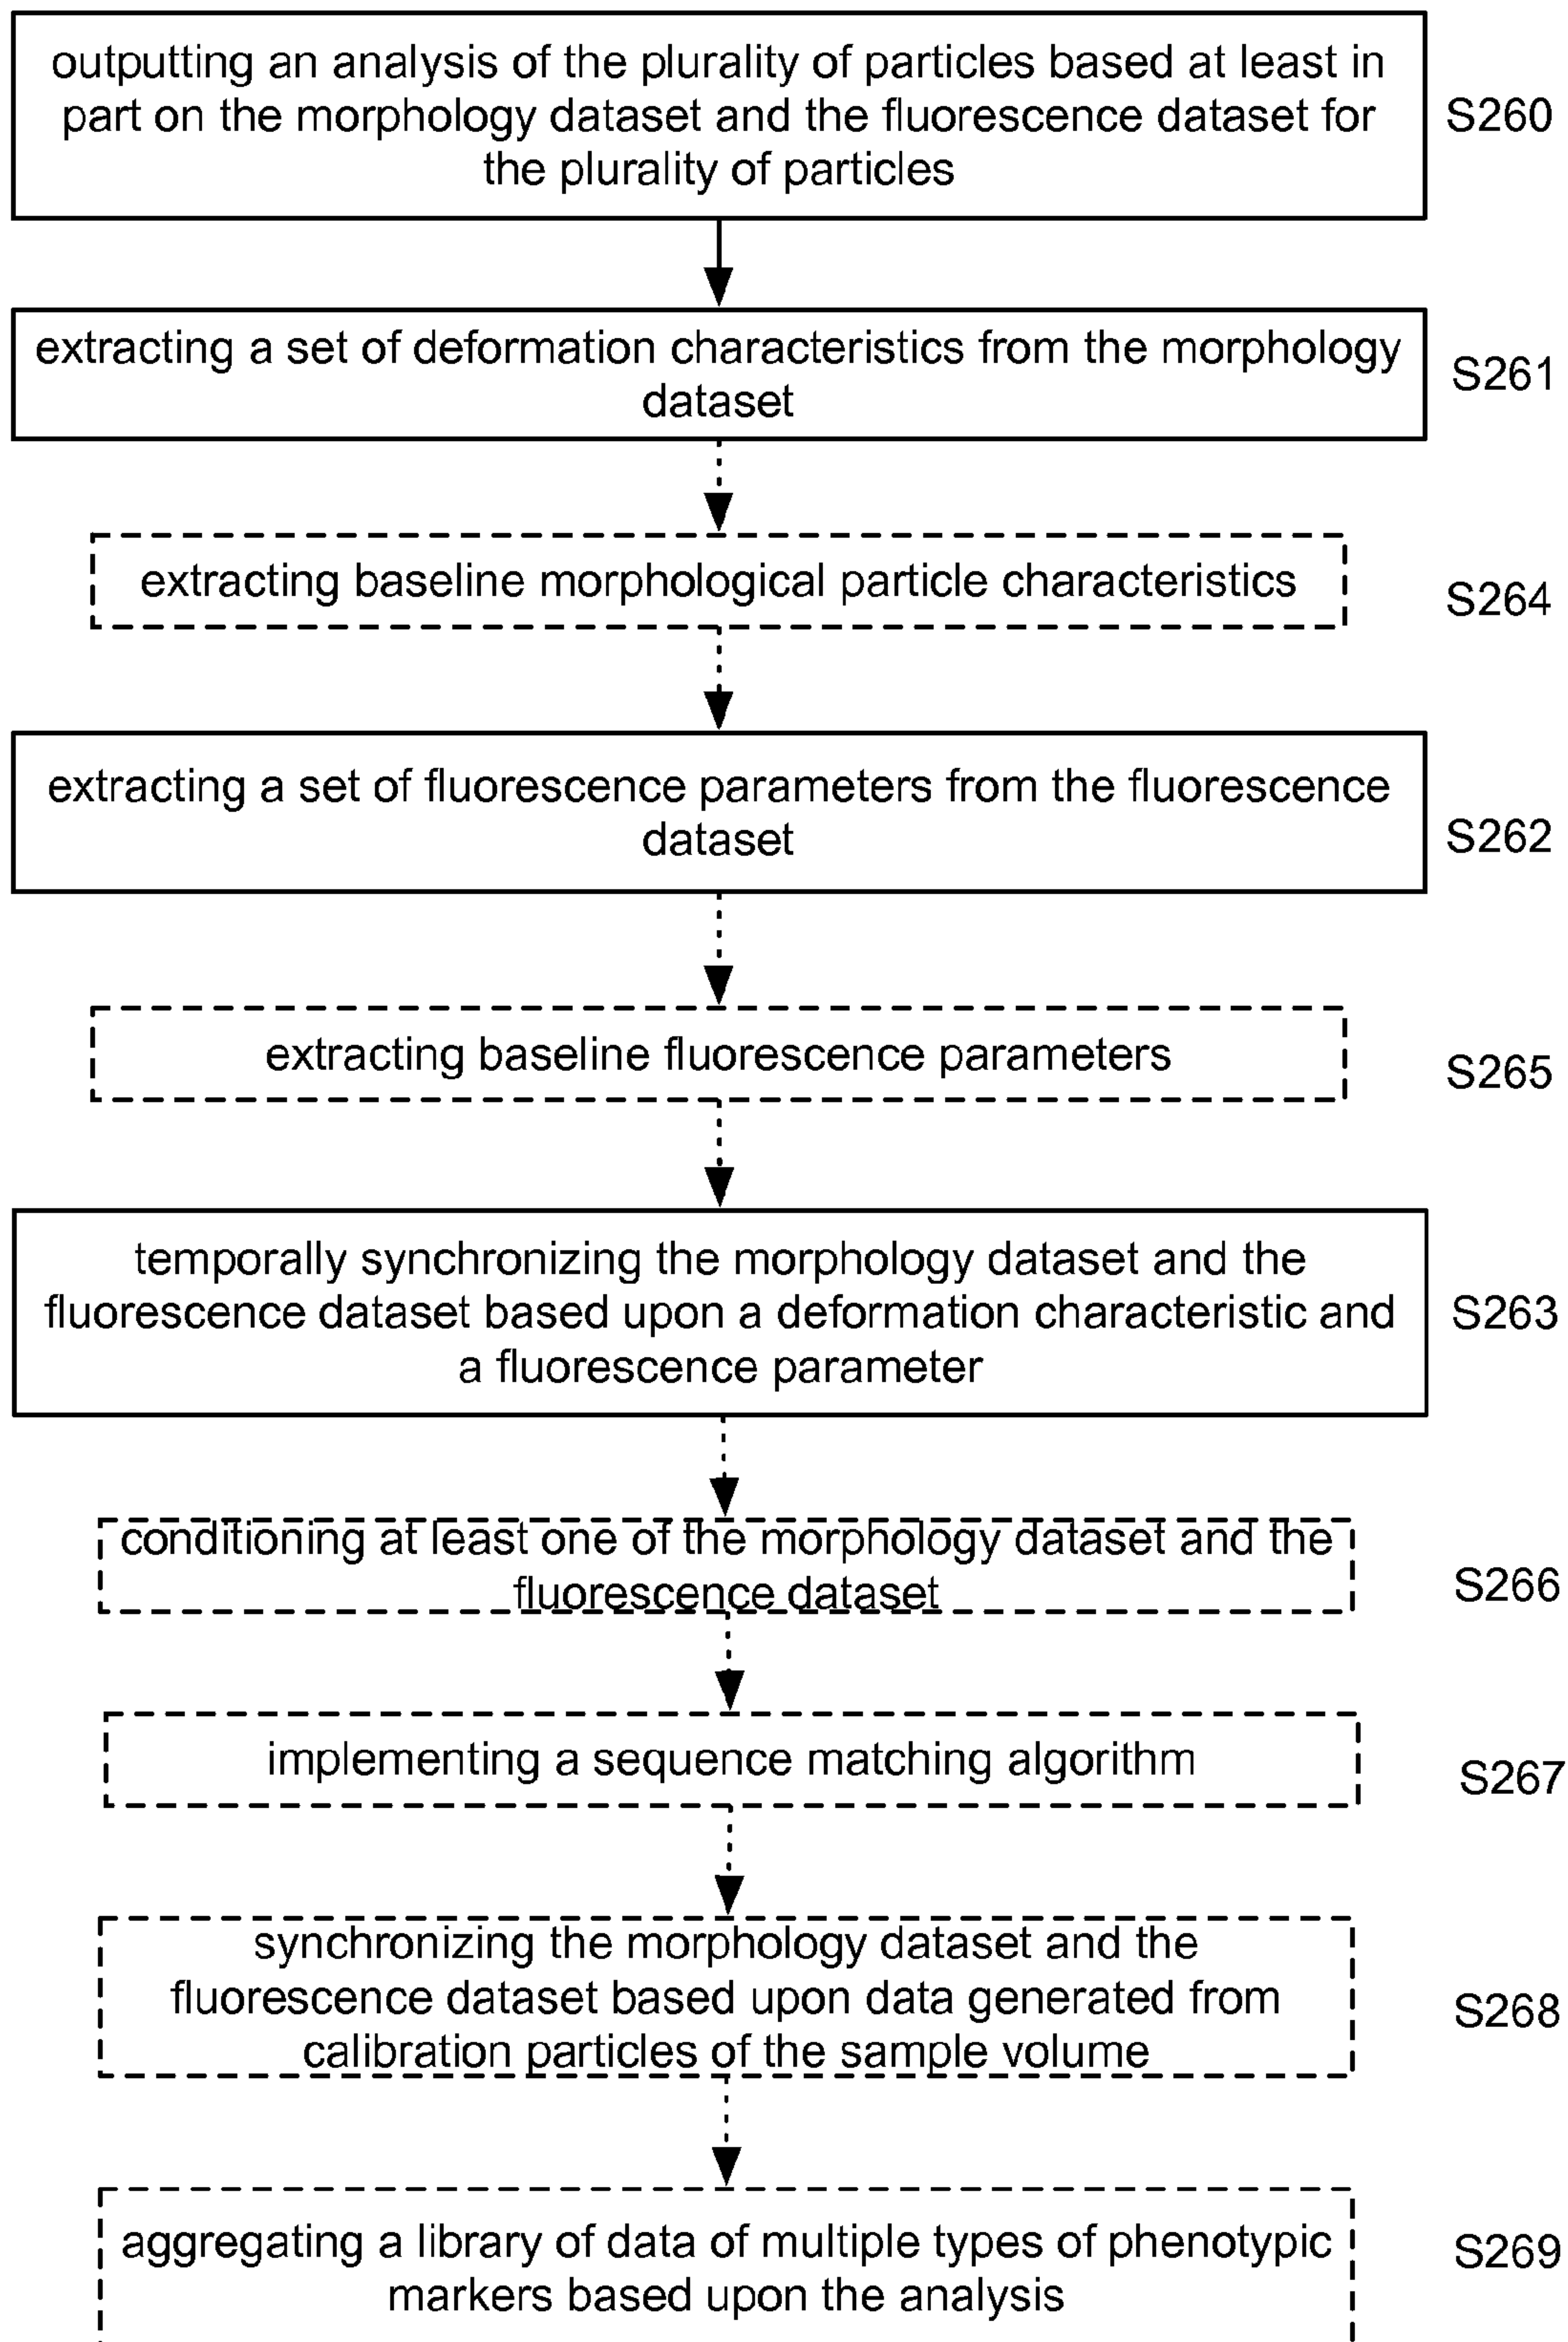 outputting an analysis of the plurality of particles based at least in
part on the morphology dataset and the fluorescence dataset for
the plurality of particles
S260
extracting a set of deformation characteristics from the morphology
dataset
S261
extracting baseline morphological particle characteristics
S264
extracting a set of fluorescence parameters from the fluorescence
dataset
S262
extracting baseline fluorescence parameters
S265
temporally synchronizing the morphology dataset and the
fluorescence dataset based upon a deformation characteristic and
a fluorescence parameter
S263
conditioning at least one of the morphology dataset and the
fluorescence dataset
S266
implementing a sequence matching algorithm
S267
synchronizing the morphology dataset and the
fluorescence dataset based upon data generated from
calibration particles of the sample volume
S268
aggregating a library of data of multiple types of phenotypic
markers based upon the analysis
S269